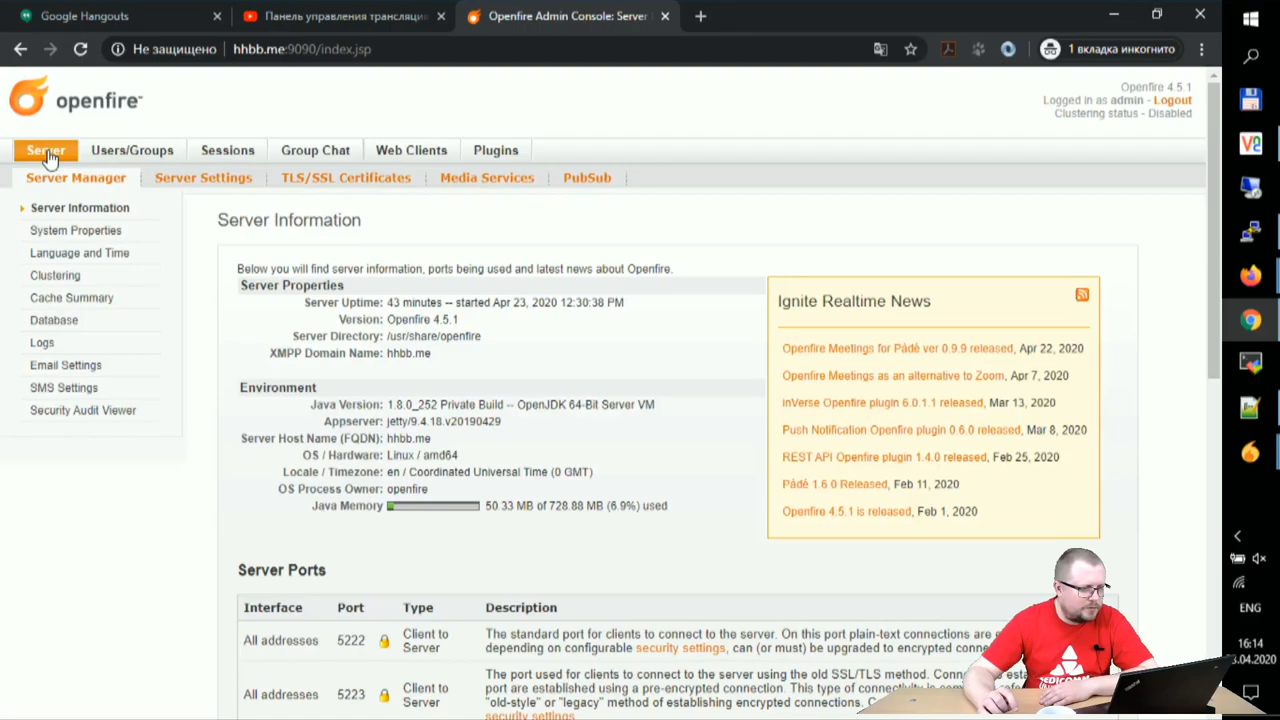 Google Hangouts
Панель управления трансляци
Openfire Admin Console: Server
Не защищено
hhbb.me:9090/index.jsp
1 вкладка инкогнито
openfire
Openfire 4.5.1
Logged in as admin - Logout
Clustering status - Disabled
Server
Users/Groups
Sessions
Group Chat
Web Clients
Plugins
Server Manager
Server Settings
TLS/SSL Certificates
Media Services
PubSub
Server Information
System Properties
Language and Time
Clustering
Cache Summary
Database
Logs
Email Settings
SMS Settings
Security Audit Viewer
Server Information
Below you will find server information, ports being used and latest news about Openfire.
Server Properties
Server Uptime: 43 minutes -- started Apr 23, 2020 12:30:38 PM
Version: Openfire 4.5.1
Server Directory: /usr/share/openfire
XMPP Domain Name: hhbb.me
Environment
Java Version: 1.8.0_252 Private Build -- OpenJDK 64-Bit Server VM
Appserver: jetty/9.4.18.v20190429
Server Host Name (FQDN): hhbb.me
OS / Hardware: Linux / amd64
Locale / Timezone: en / Coordinated Universal Time (0 GMT)
OS Process Owner: openfire
Java Memory 50.33 MB of 728.88 MB (6.9%) used
Ignite Realtime News
Openfire Meetings for Pàdé ver 0.9.9 released, Apr 22, 2020
Openfire Meetings as an alternative to Zoom, Apr 7, 2020
inVerse Openfire plugin 6.0.1.1 released, Mar 13, 2020
Push Notification Openfire plugin 0.6.0 released, Mar 8, 2020
REST API Openfire plugin 1.4.0 released, Feb 25, 2020
Pàdé 1.6.0 Released, Feb 11, 2020
Openfire 4.5.1 is released, Feb 1, 2020
Server Ports
Interface Port Type Description
All addresses 5222 Client to Server
The standard port for clients to connect to the server. On this port plain-text connections are
depending on configurable security settings, can (or must) be upgraded to encrypted conne
All addresses 5223 Client to Server
The port used for clients to connect to the server using the old SSL/TLS method.
port are established using a pre-encrypted connection. This type of connectivity is
"old-style" or "legacy" method of establishing encrypted connections.
security settings
ENG
16:14
3.04.2020